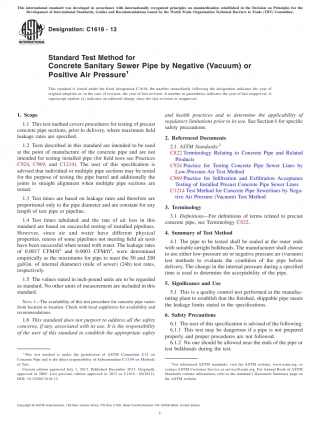 This international standard was developed in accordance with internationally recognized principles on standardization established in the Decision on Principles for the
Development of International Standards, Guides and Recommendations issued by the World Trade Organization Technical Barriers to Trade (TBT) Committee.
INTERNATIONAL
Designation: C1618 − 13
Standard Test Method for
Concrete Sanitary Sewer Pipe by Negative (Vacuum) or
Positive Air Pressure1
This standard is issued under the fixed designation C1618; the number immediately following the designation indicates the year of
original adoption or, in the case of revision, the year of last revision. A number in parentheses indicates the year of last reapproval. A
superscript epsilon (ε) indicates an editorial change since the last revision or reapproval.
1. Scope
1.1 This test method covers procedures for testing of precast
concrete pipe sections, prior to delivery, where maximum field
leakage rates are specified.
1.2 Tests described in this standard are intended to be used
at the point of manufacture of the concrete pipe and are not
intended for testing installed pipe (for field tests see Practices
C924, C969, and C1214). The user of this specification is
advised that individual or multiple pipe sections may be tested
for the purpose of testing the pipe barrel and additionally the
joints in straight alignment when multiple pipe sections are
tested.
1.3 Test times are based on leakage rates and therefore are
proportional only to the pipe diameter and are constant for any
length of test pipe or pipeline.
1.4 Test times tabulated and the rate of air loss in this
standard are based on successful testing of installed pipelines.
However, since air and water have different physical
properties, retests of some pipelines not meeting field air tests
have been successful when tested with water. The leakage rates
of 0.0017 CFM/ft2 and 0.0003 CFM/ft2, were determined
empirically as the maximums for pipe to meet the 50 and 200
gal/(in. of internal diameter) (mile of sewer) (24h) test rates,
respectively.
1.5 The values stated in inch-pound units are to be regarded
as standard. No other units of measurement are included in this
standard.
NOTE 1—The availability of this test procedure for concrete pipe varies
from location to location. Check with local supplier(s) for availability and
recommendations.
1.6 This standard does not purport to address all the safety
concerns, if any, associated with its use. It is the responsibility
of the user of this standard to establish the appropriate safety
1 This test method is under the jurisdiction of ASTM Committee C13 on
Concrete Pipe and is the direct responsibility of Subcommittee C13.09 on Methods
of Test.
Current edition approved July 1, 2013. Published December 2013. Originally
approved in 2005. Last previous edition approved in
DOI: 10.1520/C1618-13.
and health practices and to determine the applicability of
regulatory limitations prior to its use. See Section 6 for specific
safety precautions.
2. Referenced Documents
2.1 ASTM Standards:2
C822 Terminology Relating to Concrete Pipe and Related
Products
C924 Practice for Testing Concrete Pipe Sewer Lines by
Low-Pressure Air Test Method
C969 Practice for Infiltration and Exfiltration Acceptance
Testing of Installed Precast Concrete Pipe Sewer Lines
C1214 Test Method for Concrete Pipe Sewerlines by Nega-
tive Air Pressure (Vacuum) Test Method
3. Terminology
3.1 Definitions—For definitions of terms related to precast
concrete pipe, see Terminology C822.
4. Summary of Test Method
4.1 The pipe to be tested shall be sealed at the outer ends
with suitable airtight bulkheads. The manufacturer shall choose
to use either low-pressure air or negative pressure air (vacuum)
test methods to evaluate the condition of the pipe before
delivery. The change in the internal pressure during a specified
time is used to determine the acceptability of the pipe.
5. Significance and Use
5.1 This is a quality control test performed at the manufac-
turing plant to establish that the finished, shippable pipe meets
the leakage limits stated in the specifications.
6. Safety Precautions
6.1 The user of this specification is advised of the following:
6.1.1 This test may be dangerous if a pipe is not prepared
properly and proper procedures are not followed.
6.1.2 No one should be allowed near the ends of the pipe or
test bulkheads during the test.
2 For referenced ASTM standards, visit the ASTM website, www.astm.org, or
contact ASTM Customer Service at service@astm.org. For Annual Book of ASTM
Standards volume information, refer to the standard's Document Summary page on
the ASTM website.
Copyright © ASTM International, 100 Barr Harbor Drive, PO Box C700, West Conshohocken, PA 19428-2959. United States
1